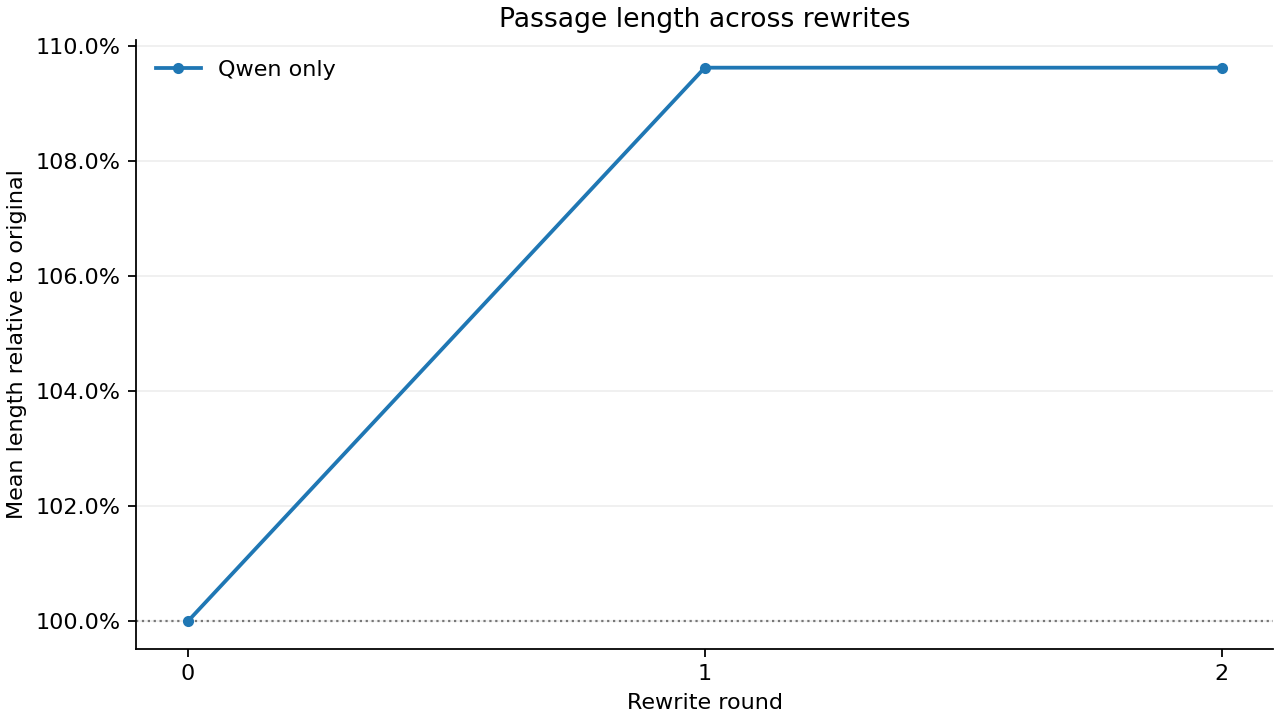 Passage length across rewrites
Qwen only
Mean length relative to original
110.0%
108.0%
106.0%
104.0%
102.0%
100.0%
0
1
2
Rewrite round